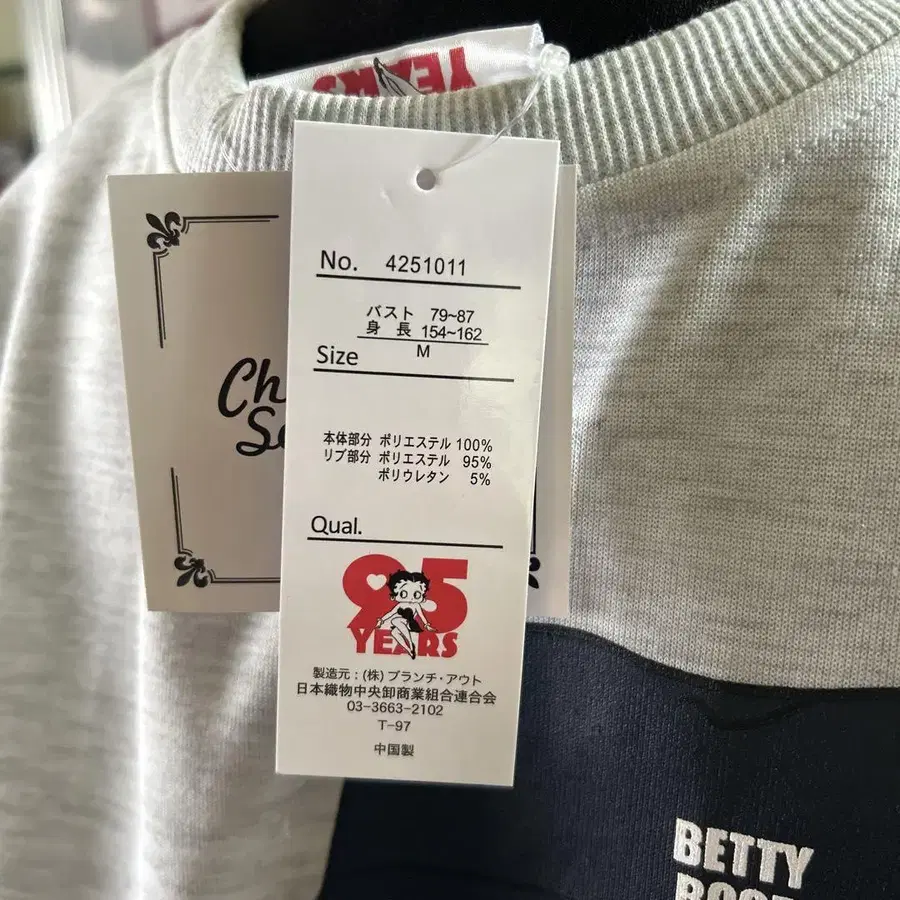 YEARS
No. 4251011
バスト 79~87
身 長 154~162
Size M
本体部分 ポリエステル 100%
リブ部分 ポリエステル 95%
ポリウレタン 5%
Qual.
95
YEARS
製造元：(株) ブランチ・アウト
日本織物中央卸商業組合連合会
03-3663-2102
T-97
中国製
BETTY